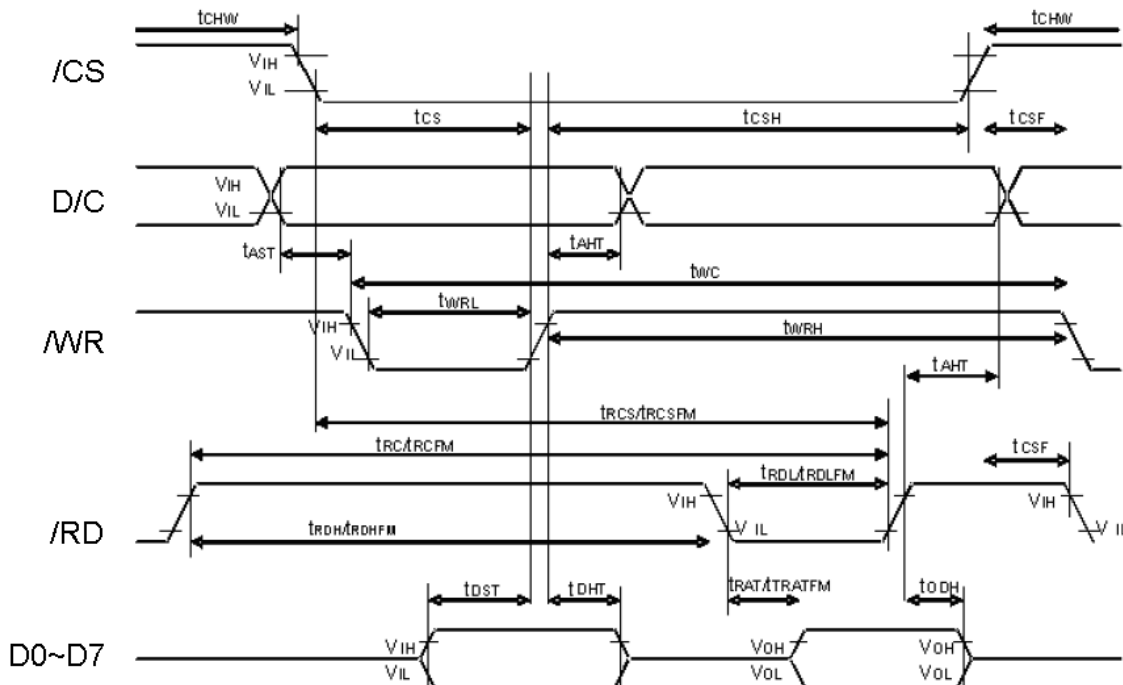 tCHW tCHW
/CS VIH
VIL
tCS tCSH tCSF
D/C VIH
VIL
tAST tAHT
tWC
tWRL
/WR VIH
VIL
tWRH
tAHT
tRCS/tRCSFM
tRC/tRCFM tCSF
tRDL/tRDLFM
/RD VIH VIH
VIL VIL
tRDH/tRDHFM
tDST tDHT tRAT/tTRATFM tODH
D0~D7 VIH VOH VOH
VIL VOL VOL